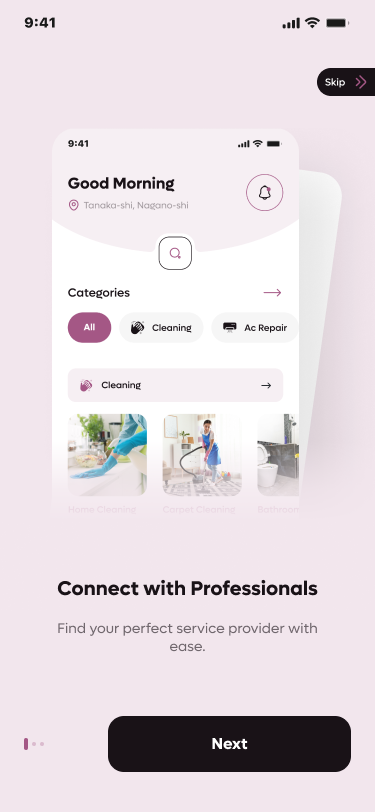 9:41
Skip
9:41
Good Morning
Tanaka-shi, Nagano-shi
Categories
All
Cleaning
Ac Repair
Cleaning
Home Cleaning
Carpet Cleaning
Bathroom
Connect with Professionals
Find your perfect service provider with
ease.
Next